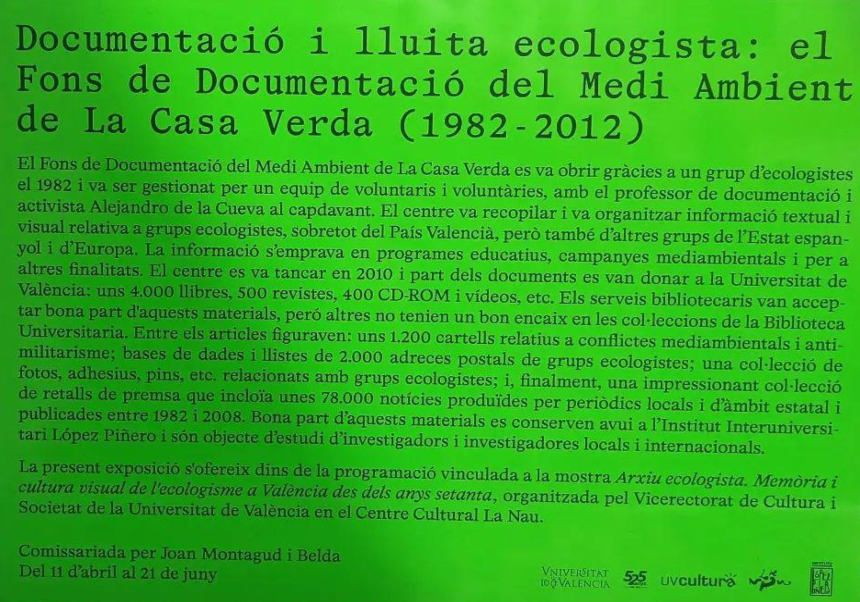 Documentació i lluita ecologista: el
Fons de Documentació del Medi Ambient
de La Casa Verda (1982-2012)
El Fons de Documentació del Medi Ambient de La Casa Verda es va obrir gràcies a un grup d'ecologistes
el 1982 i va ser gestionat per un equip de voluntaris i voluntàries, amb el professor de documentació i
activista Alejandro de la Cueva al capdavant. El centre va recopilar i va organitzar informació textual i
visual relativa a grups ecologistes, sobretot del País Valencià, però també d'altres grups de l'Estat espan-
yol i d'Europa. La informació s'emprava en programes educatius, campanyes mediambientals i per a
altres finalitats. El centre es va tancar en 2010 i part dels documents es van donar a la Universitat de
València: uns 4.000 llibres, 500 revistes, 400 CD-ROM i vídeos, etc. Els serveis bibliotecaris van accep-
tar bona part d'aquests materials, peró altres no tenien un bon encaix en les col·leccions de la Biblioteca
Universitaria. Entre els articles figuraven: uns 1.200 cartells relatius a conflictes mediambientals i anti-
militarisme; bases de dades i llistes de 2.000 adreces postals de grups ecologistes; una col·lecció de
fotos, adhesius, pins, etc. relacionats amb grups ecologistes; i, finalment, una impressionant col·lecció
de retalls de premsa que incloïa unes 78.000 notícies produïdes per periòdics locals i d'àmbit estatal i
publicades entre 1982 i 2008. Bona part d'aquests materials es conserven avui a l'Institut Interuniversi-
tari López Piñero i són objecte d'estudi d'investigadors i investigadores locals i internacionals.
La present exposició s'ofereix dins de la programació vinculada a la mostra Arxiu ecologista. Memòria i
cultura visual de l'ecologisme a València des dels anys setanta, organitzada pel Vicerectorat de Cultura i
Societat de la Universitat de València en el Centre Cultural La Nau.
Comissariada per Joan Montagud i Belda
Del 11 d'abril al 21 de juny
VNIVERSITAT
ID VALÈNCIA
525
uvcultura